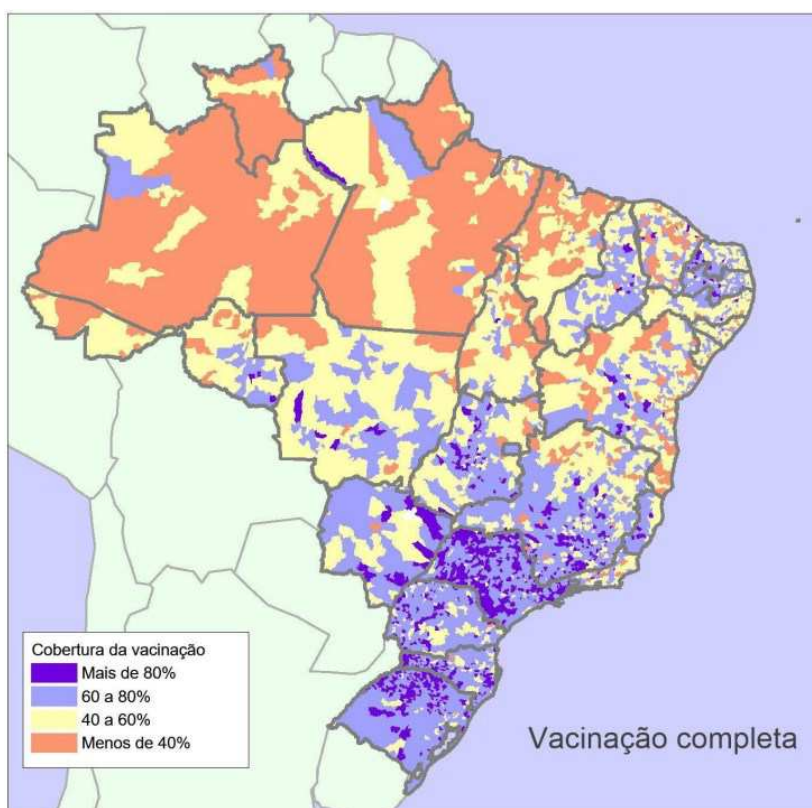 Cobertura da vacinação
Mais de 80%
60 a 80%
40 a 60%
Menos de 40%
Vacinação completa